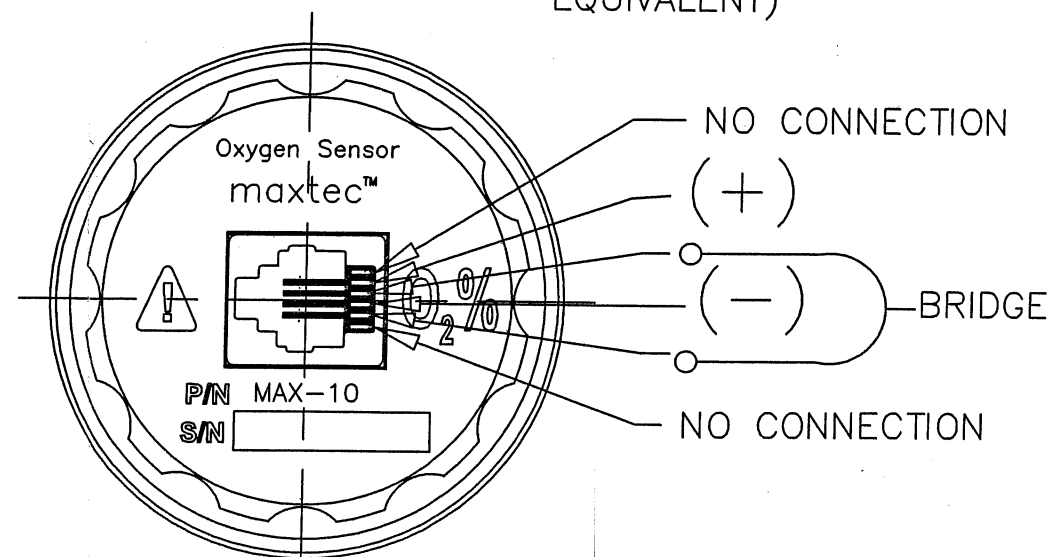 EQUIVALENT)
NO CONNECTION
(+)
Oxygen Sensor
maxtec™
%
O2
(-)
BRIDGE
P/N MAX-10
S/N
NO CONNECTION